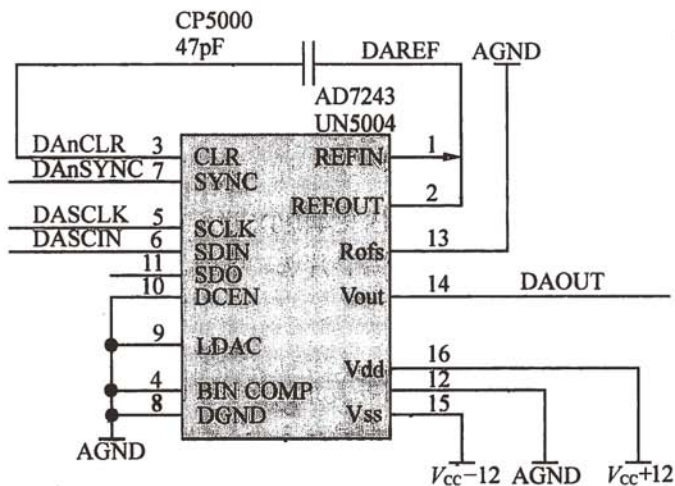 CP5000
47pF
DAREF
AGND
AD7243
UN5004
DAnCLR 3 CLR REFIN 1
DAnSYNC 7 SYNC
REFOUT 2
DASCLK 5 SCLK
DASCIN 6 SDIN Rofs 13
11 SDO
10 DCEN Vout 14 DAOUT
9 LDAC
Vdd 16
4 BIN COMP 12
8 DGND Vss 15
AGND
Vcc-12 AGND Vcc+12